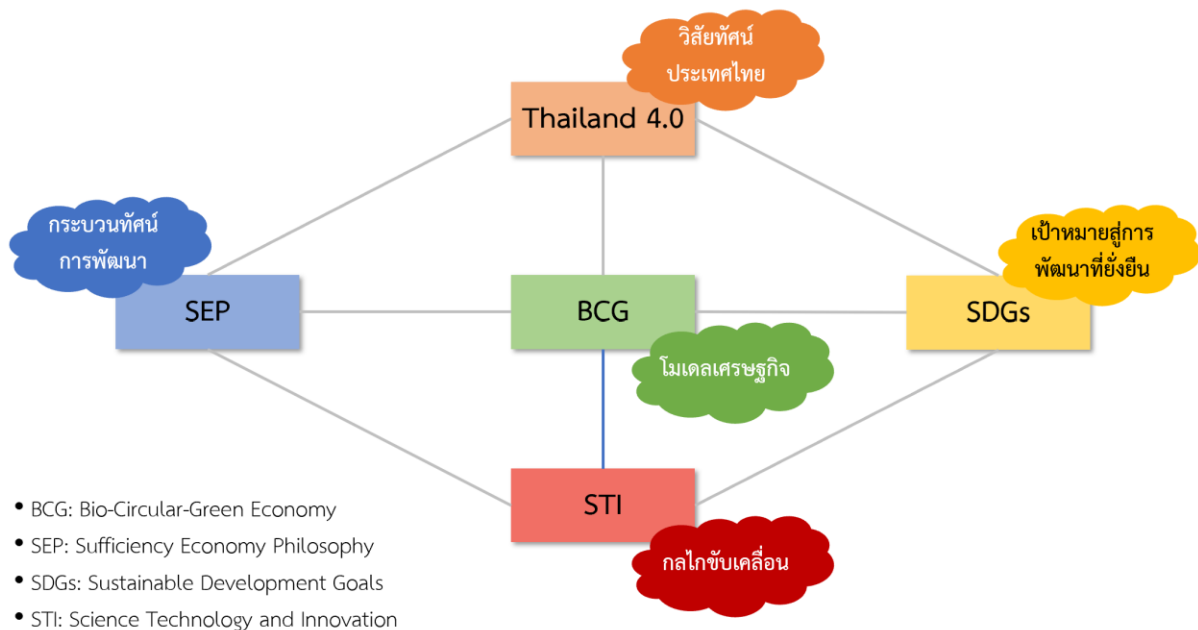 วิสัยทัศน์
ประเทศไทย
Thailand 4.0
กระบวนทัศน์
การพัฒนา
เป้าหมายสู่การ
พัฒนาที่ยั่งยืน
SEP
BCG
SDGs
โมเดลเศรษฐกิจ
STI
กลไกขับเคลื่อน
• BCG: Bio-Circular-Green Economy
• SEP: Sufficiency Economy Philosophy
• SDGs: Sustainable Development Goals
• STI: Science Technology and Innovation